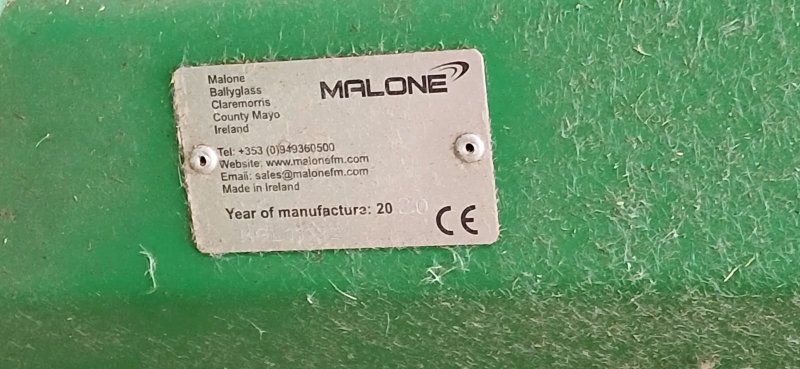 Malone
Ballyglass
Claremorris
County Mayo
Ireland
MALONE
Tel: +353 (0)949360500
Website: www.malonefm.com
Email: sales@malonefm.com
Made in Ireland
Year of manufacture: 20 20
CE